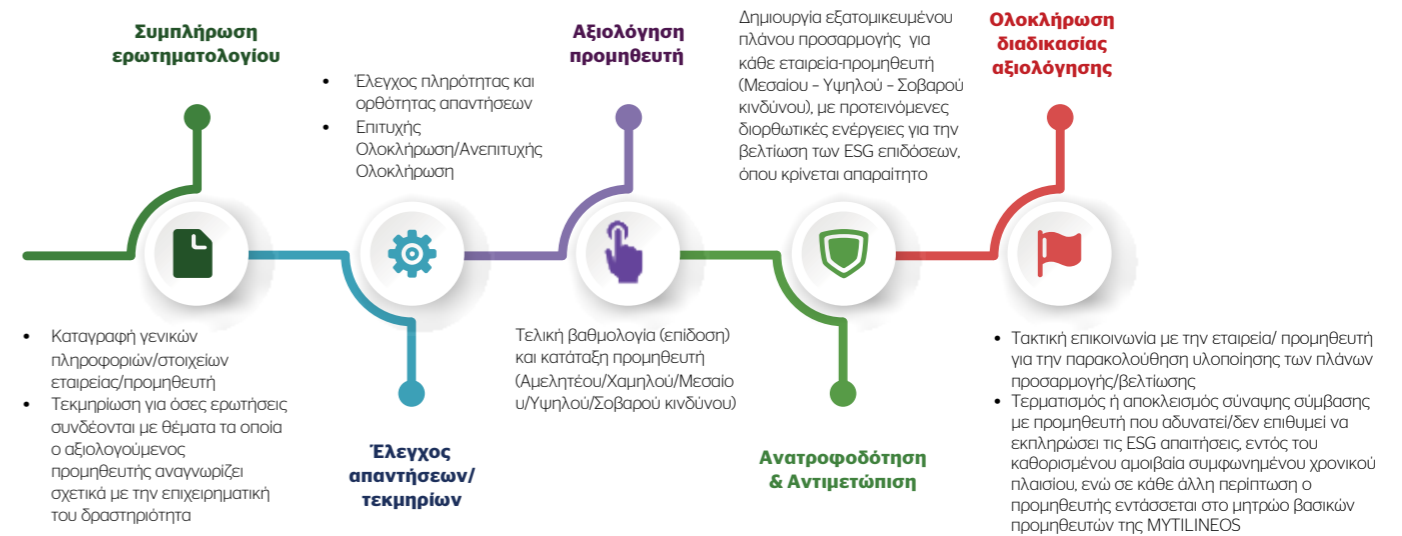 Συμπλήρωση
ερωτηματολογίου
• Καταγραφή γενικών
πληροφοριών/στοιχείων
εταιρείας/προμηθευτή
• Τεκμηρίωση για όσες ερωτήσεις
συνδέονται με θέματα τα οποία
ο αξιολογούμενος
προμηθευτής αναγνωρίζει
σχετικά με την επιχειρηματική
του δραστηριότητα
• Έλεγχος πληρότητας και
ορθότητας απαντήσεων
• Επιτυχής
Ολοκλήρωση/Ανεπιτυχής
Ολοκλήρωση
Έλεγχος
απαντήσεων/
τεκμηρίων
Αξιολόγηση
προμηθευτή
Τελική βαθμολογία (επίδοση)
και κατάταξη προμηθευτή
(Αμελητέου/Χαμηλού/Μεσαίο
υ/Υψηλού/Σοβαρού κινδύνου)
Δημιουργία εξατομικευμένου
πλάνου προσαρμογής για
κάθε εταιρεία-προμηθευτή
(Μεσαίου – Υψηλού – Σοβαρού
κινδύνου), με προτεινόμενες
διορθωτικές ενέργειες για την
βελτίωση των ESG επιδόσεων,
όπου κρίνεται απαραίτητο
Ανατροφοδότηση
& Αντιμετώπιση
Ολοκλήρωση
διαδικασίας
αξιολόγησης
• Τακτική επικοινωνία με την εταιρεία/ προμηθευτή
για την παρακολούθηση υλοποίησης των πλάνων
προσαρμογής/βελτίωσης
• Τερματισμός ή αποκλεισμός σύναψης σύμβασης
με προμηθευτή που αδυνατεί/δεν επιθυμεί να
εκπληρώσει τις ESG απαιτήσεις, εντός του
καθορισμένου αμοιβαία συμφωνημένου χρονικού
πλαισίου, ενώ σε κάθε άλλη περίπτωση ο
προμηθευτής εντάσσεται στο μητρώο βασικών
προμηθευτών της MYTILINEOS